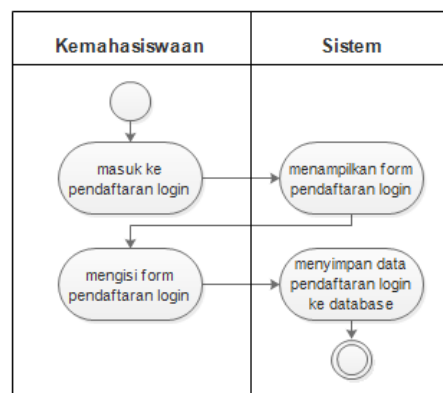 Kemahasiswaan
Sistem
masuk ke
pendaftaran login
menampilkan form
pendaftaran login
mengisi form
pendaftaran login
menyimpan data
pendaftaran login
ke database